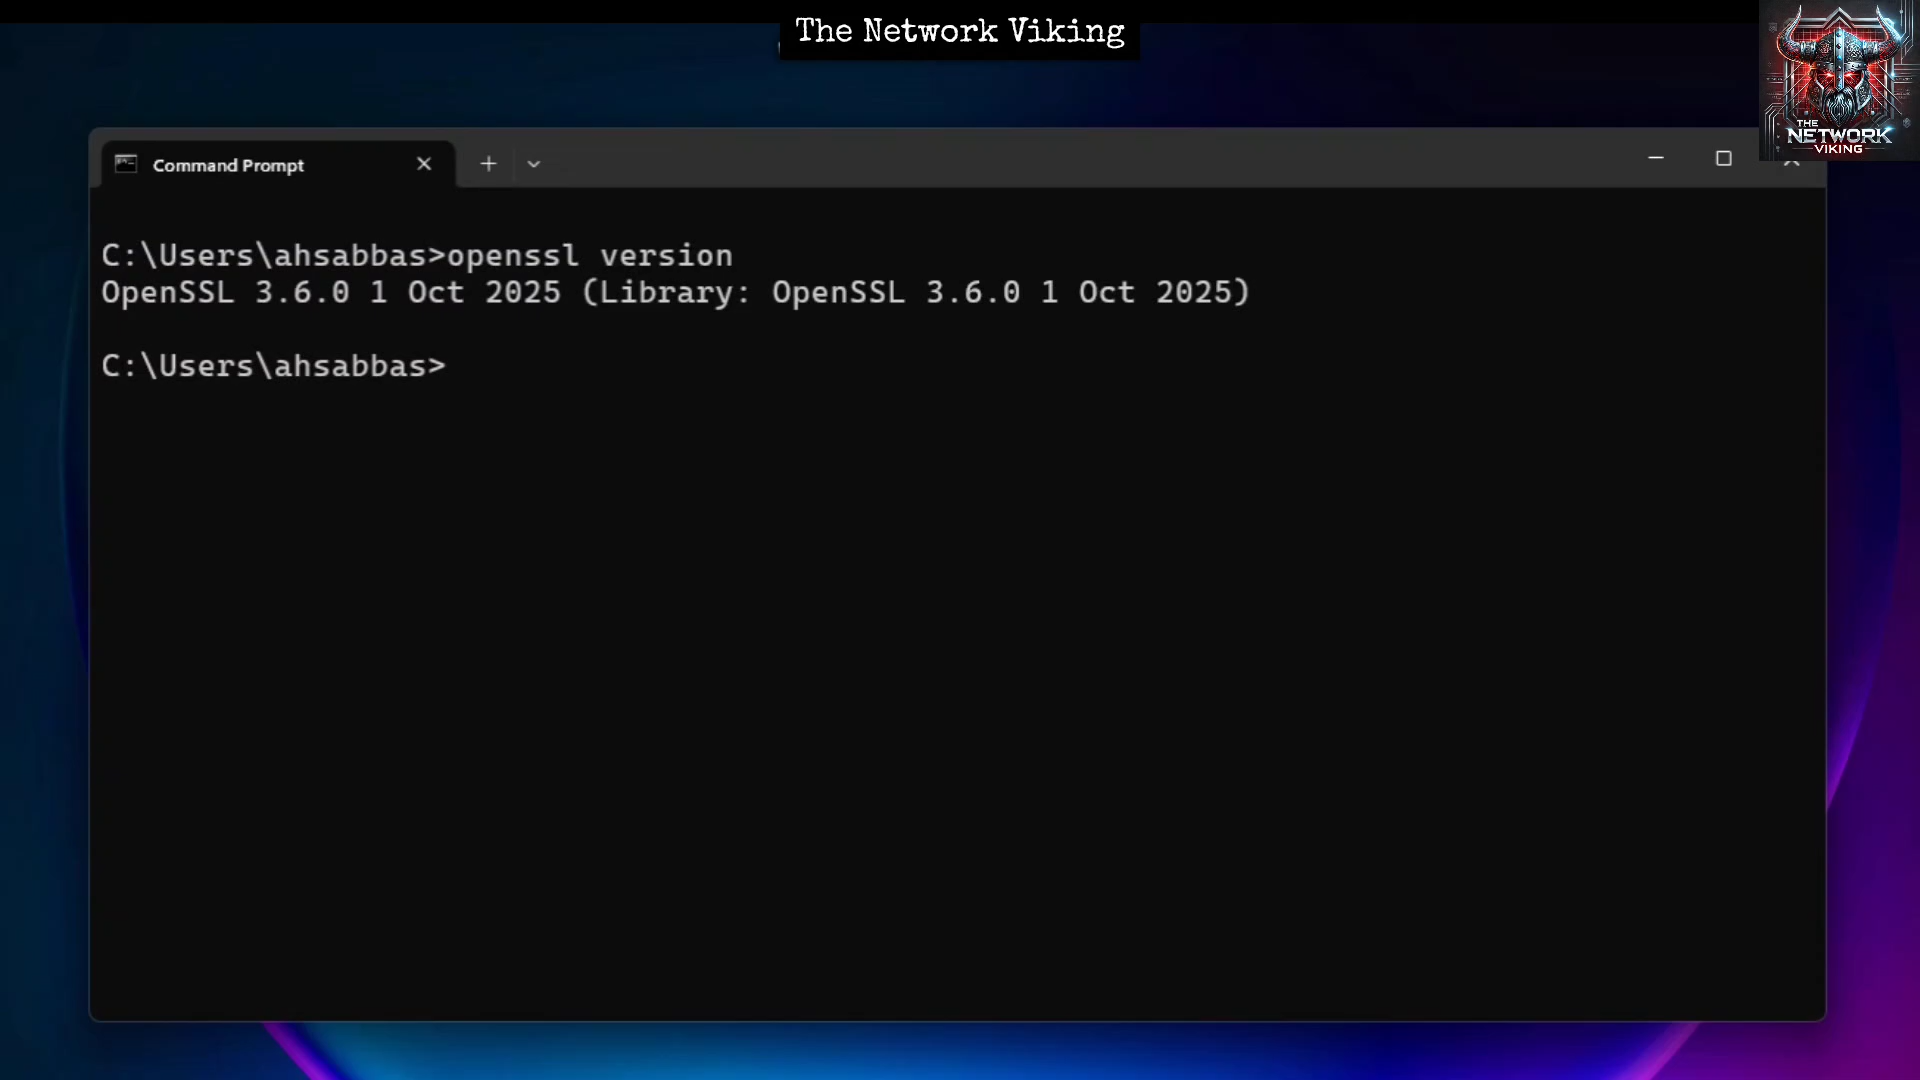 The Network Viking
THE
NETWORK
VIKING
Command Prompt
C:\Users\ahsabbas>openssl version
OpenSSL 3.6.0 1 Oct 2025 (Library: OpenSSL 3.6.0 1 Oct 2025)
C:\Users\ahsabbas>